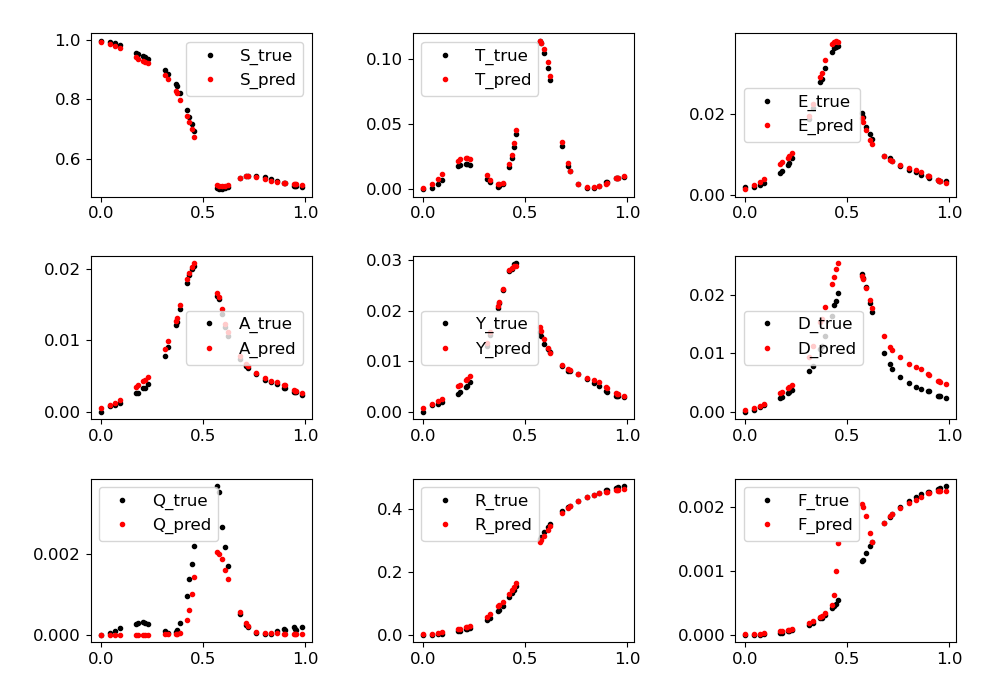 1.0
0.8
0.6
0.0 0.5 1.0
S_true
S_pred
0.10
0.05
0.00
0.0 0.5 1.0
T_true
T_pred
0.02
0.00
0.0 0.5 1.0
E_true
E_pred
0.02
0.01
0.00
0.0 0.5 1.0
A_true
A_pred
0.03
0.02
0.01
0.00
0.0 0.5 1.0
Y_true
Y_pred
0.02
0.01
0.00
0.0 0.5 1.0
D_true
D_pred
0.002
0.000
0.0 0.5 1.0
Q_true
Q_pred
0.4
0.2
0.0
0.0 0.5 1.0
R_true
R_pred
0.002
0.001
0.000
0.0 0.5 1.0
F_true
F_pred